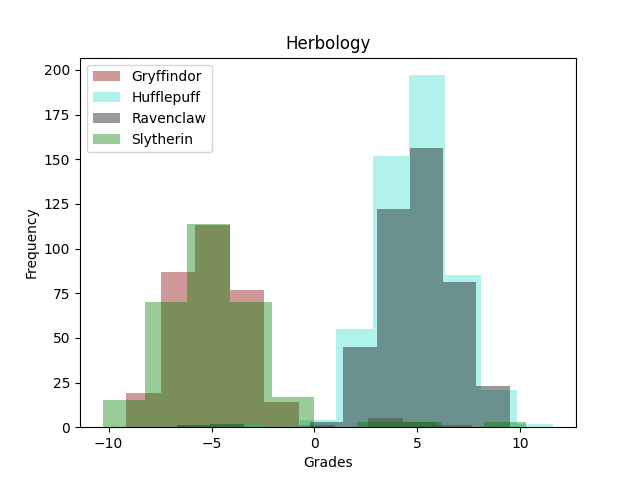 Herbology
Gryffindor
Hufflepuff
Ravenclaw
Slytherin
200
175
150
125
100
75
50
25
0
Frequency
−10
−5
0
5
10
Grades